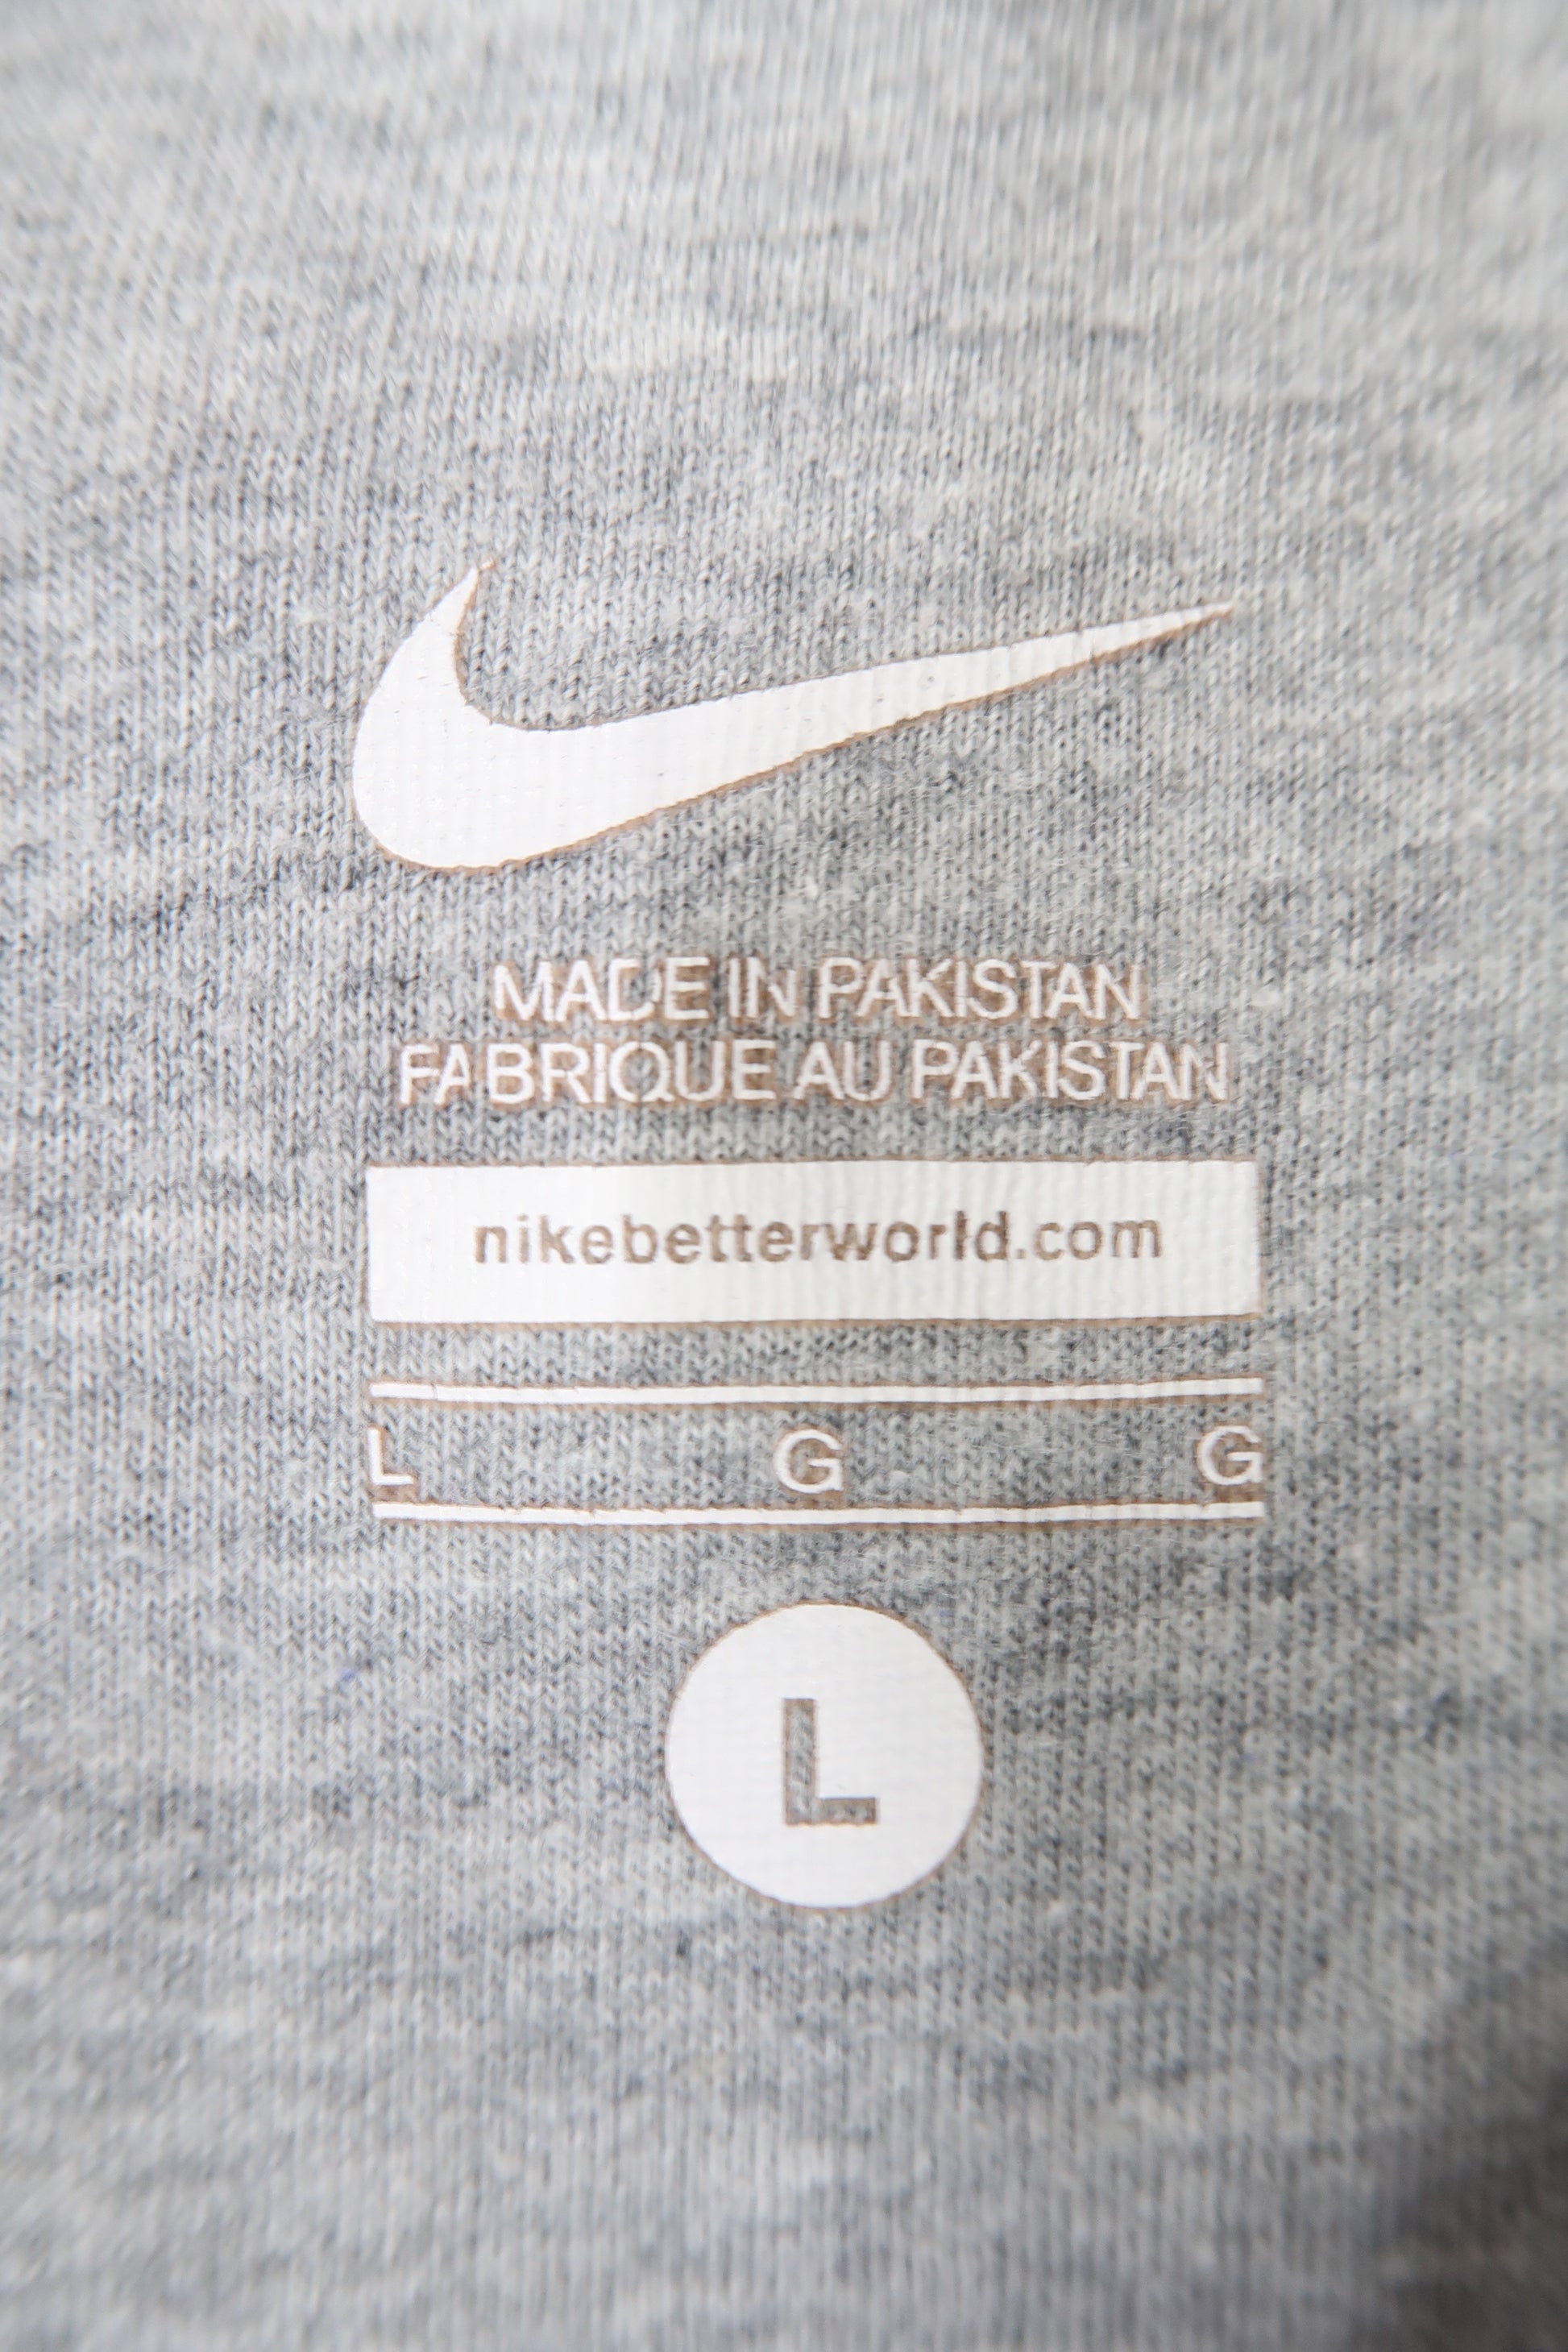 MADE IN PAKISTAN
FABRIQUE AU PAKISTAN
nikebetterworld.com
L G G
L